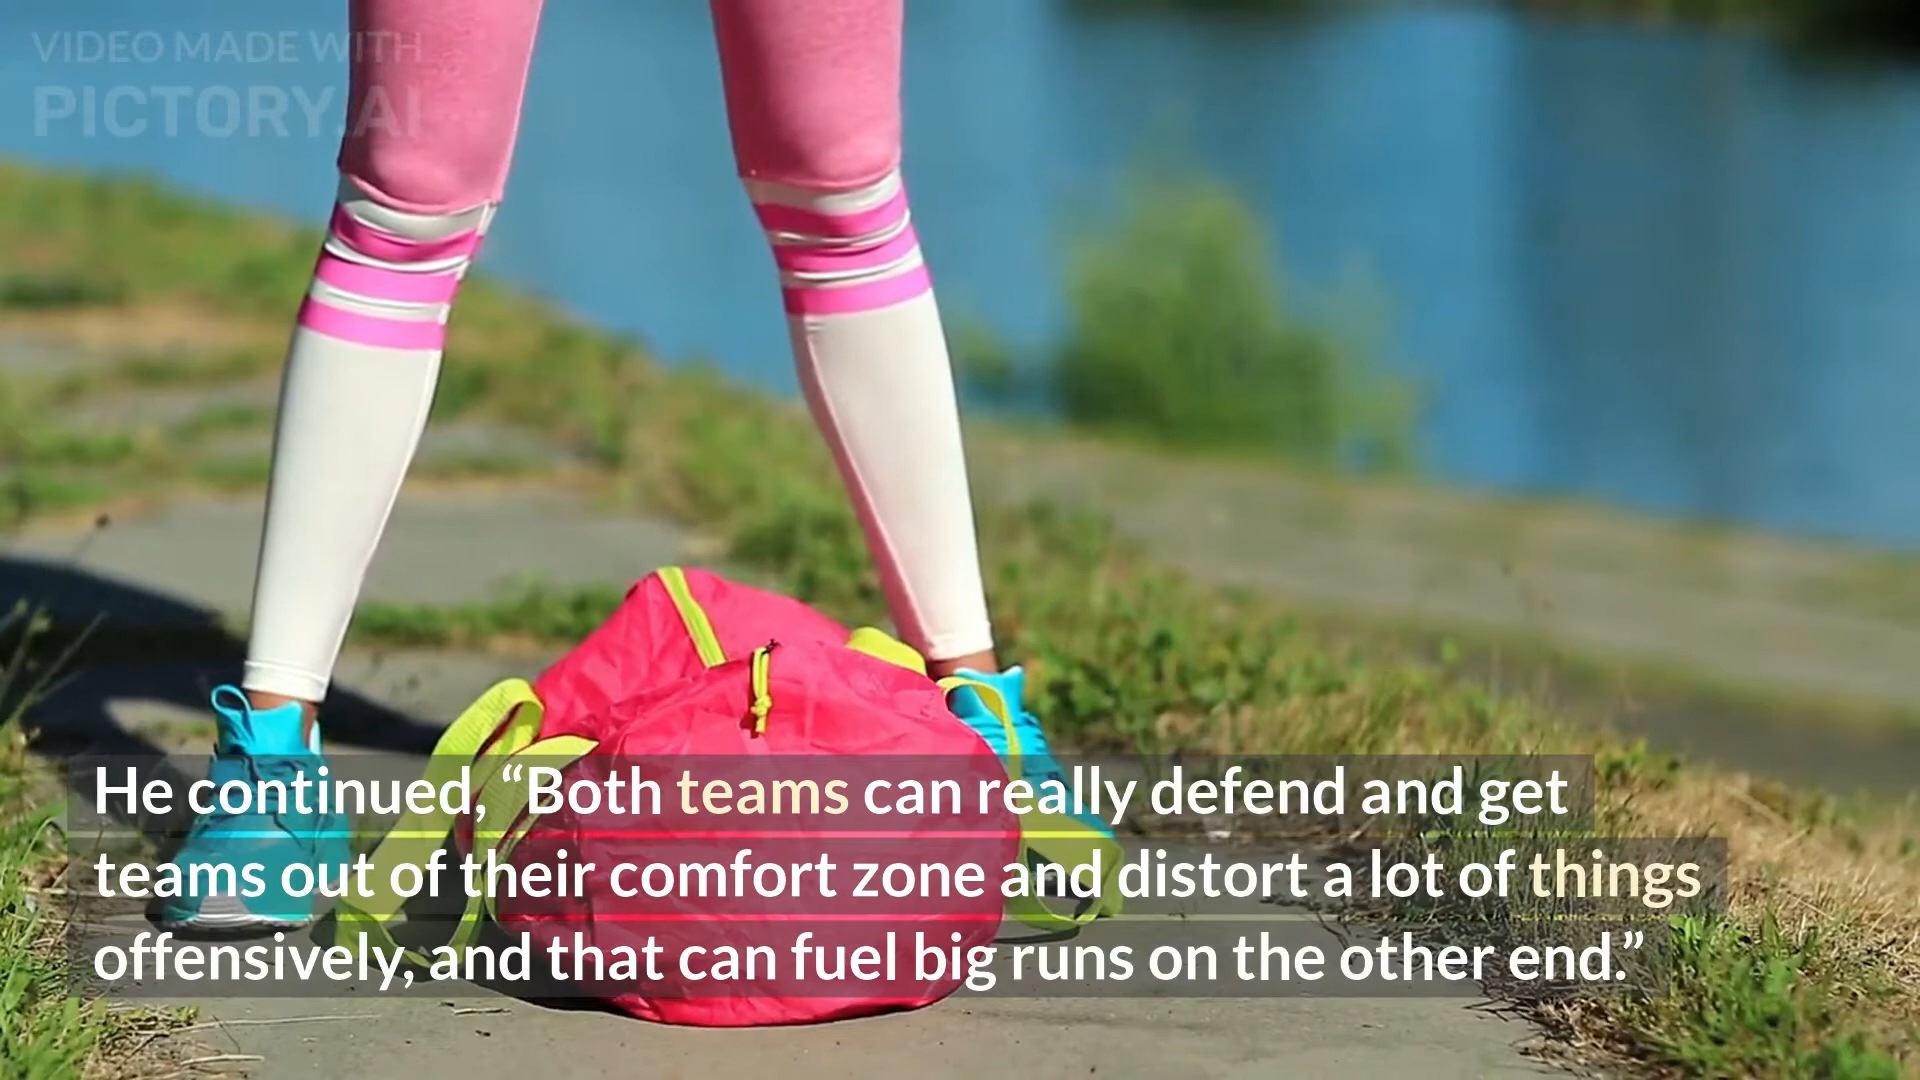 VIDEO MADE WITH
PICTORY.AI
He continued, “Both teams can really defend and get
teams out of their comfort zone and distort a lot of things
offensively, and that can fuel big runs on the other end.”